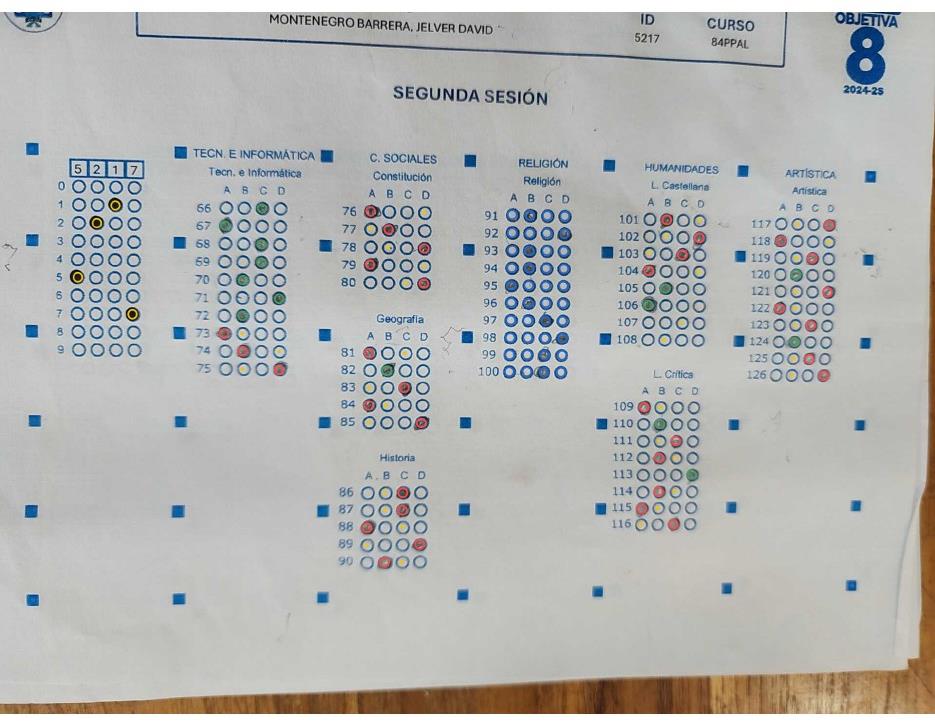 MONTENEGRO BARRERA, JELVER DAVID
ID
5217
CURSO
84PPAL
OBJETIVA
8
2024-25
SEGUNDA SESIÓN
5 2 1 7
0
1
2
3
4
5
6
7
8
9
TECN. E INFORMÁTICA
Tecn. e Informática
A B C D
66
67
68
69
70
71
72
73
74
75
C. SOCIALES
Constitución
A B C D
76
77
78
79
80
Geografía
A B C D
81
82
83
84
85
Historia
A B C D
86
87
88
89
90
RELIGIÓN
Religión
A B C D
91
92
93
94
95
96
97
98
99
100
HUMANIDADES
L. Castellana
A B C D
101
102
103
104
105
106
107
108
L. Crítica
A B C D
109
110
111
112
113
114
115
116
ARTÍSTICA
Artística
A B C D
117
118
119
120
121
122
123
124
125
126